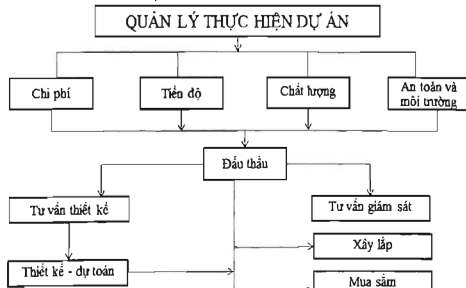 QUẢN LÝ THỰC HIỆN DỰ ÁN
Chi phí
Tiến độ
Chất lượng
An toàn và
môi trường
Đấu thầu
Tư vấn thiết kế
Tư vấn giám sát
Xây lắp
Thiết kế - dự toán
Mua sắm